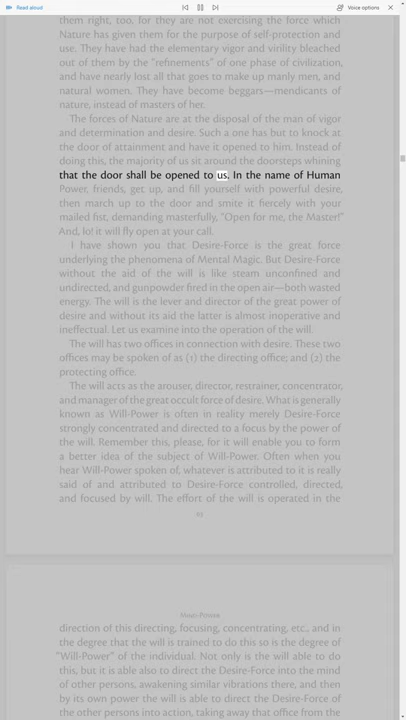 Read aloud
Voice options
them right, too, for they are not exercising the force which
Nature has given them for the purpose of self-protection and
use. They have had the elementary vigor and virility bleached
out of them by the “refinements” of one phase of civilization,
and have nearly lost all that goes to make up manly men, and
natural women. They have become beggars—mendicants of
nature, instead of masters of her.
The forces of Nature are at the disposal of the man of vigor
and determination and desire. Such a one has but to knock at
the door of attainment and have it opened to him. Instead of
doing this, the majority of us sit around the doorsteps whining
that the door shall be opened to us. In the name of Human
Power, friends, get up, and fill yourself with powerful desire,
then march up to the door and smite it fiercely with your
mailed fist, demanding masterfully, “Open for me, the Master!”
And, lo! it will fly open at your call.
I have shown you that Desire-Force is the great force
underlying the phenomena of Mental Magic. But Desire-Force
without the aid of the will is like steam unconfined and
undirected, and gunpowder fired in the open air—both wasted
energy. The will is the lever and director of the great power of
desire and without its aid the latter is almost inoperative and
ineffectual. Let us examine into the operation of the will.
The will has two offices in connection with desire. These two
offices may be spoken of as (1) the directing office; and (2) the
protecting office.
The will acts as the arouser, director, restrainer, concentrator,
and manager of the great occult force of desire. What is generally
known as Will-Power is often in reality merely Desire-Force
strongly concentrated and directed to a focus by the power of
the will. Remember this, please, for it will enable you to form
a better idea of the subject of Will-Power. Often when you
hear Will-Power spoken of, whatever is attributed to it is really
said of and attributed to Desire-Force controlled, directed,
and focused by will. The effort of the will is operated in the
Mind-Power
direction of this directing, focusing, concentrating, etc., and in
the degree that the will is trained to do this so is the degree of
“Will-Power” of the individual. Not only is the will able to do
this, but it is able also to direct the Desire-Force into the mind
of other persons, awakening similar vibrations there, and then
by its own power the will is able to direct the Desire-Force of
the other persons into action, taking away that office from the